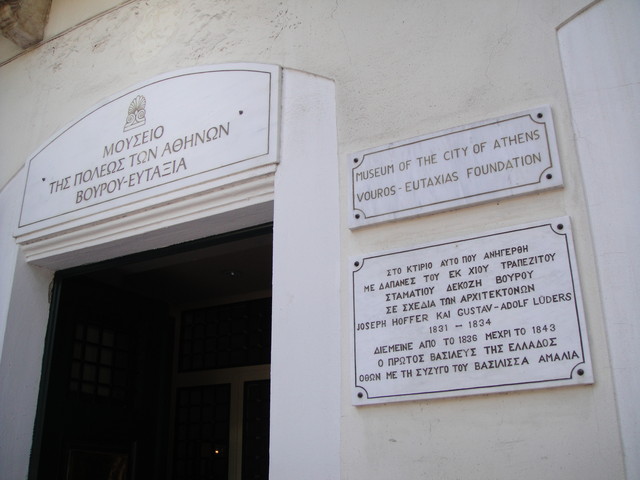 ΜΟΥΣΕΙΟ
ΤΗΣ ΠΟΛΕΩΣ ΤΩΝ ΑΘΗΝΩΝ
ΒΟΥΡΟΥ-ΕΥΤΑΞΙΑ
MUSEUM OF THE CITY OF ATHENS
VOUROS - EUTAXIAS FOUNDATION
ΣΤΟ ΚΤΙΡΙΟ ΑΥΤΟ ΠΟΥ ΑΝΗΓΕΡΘΗ
ΜΕ ΔΑΠΑΝΕΣ ΤΟΥ ΕΚ ΧΙΟΥ ΤΡΑΠΕΖΙΤΟΥ
ΣΤΑΜΑΤΙΟΥ ΔΕΚΟΖΗ ΒΟΥΡΟΥ
ΣΕ ΣΧΕΔΙΑ ΤΩΝ ΑΡΧΙΤΕΚΤΟΝΩΝ
JOSEPH HOFFER ΚΑΙ GUSTAV - ADOLF LÜDERS
1831 - 1834
ΔΙΕΜΕΙΝΕ ΑΠΟ ΤΟ 1836 ΜΕΧΡΙ ΤΟ 1843
Ο ΠΡΩΤΟΣ ΒΑΣΙΛΕΥΣ ΤΗΣ ΕΛΛΑΔΟΣ
ΟΘΩΝ ΜΕ ΤΗ ΣΥΖΥΓΟ ΤΟΥ ΒΑΣΙΛΙΣΣΑ ΑΜΑΛΙΑ